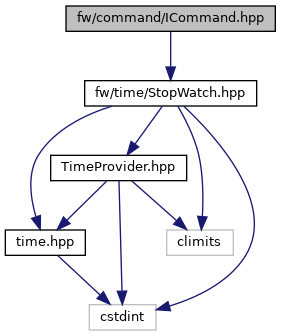 fw/command/ICommand.hpp
fw/time/StopWatch.hpp
TimeProvider.hpp
time.hpp
climits
cstdint